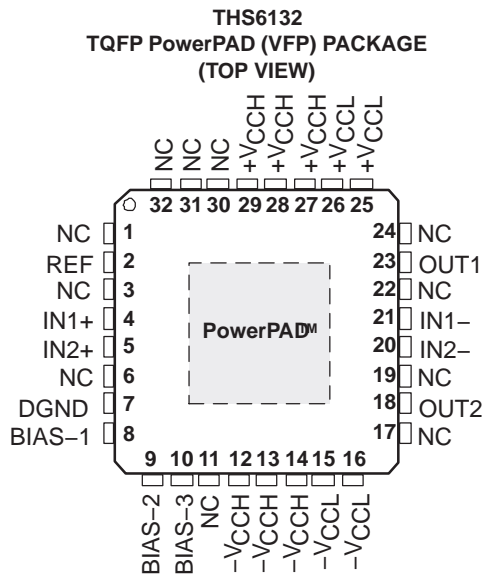 THS6132
TQFP PowerPAD (VFP) PACKAGE
(TOP VIEW)
NC
NC
NC
+VCCH
+VCCH
+VCCH
+VCCL
+VCCL
32 31 30 29 28 27 26 25
NC 1
REF 2
NC 3
IN1+ 4
IN2+ 5
NC 6
DGND 7
BIAS−1 8
24 NC
23 OUT1
22 NC
21 IN1−
20 IN2−
19 NC
18 OUT2
17 NC
PowerPAD™
9 10 11 12 13 14 15 16
BIAS−2
BIAS−3
NC
−VCCH
−VCCH
−VCCH
−VCCL
−VCCL